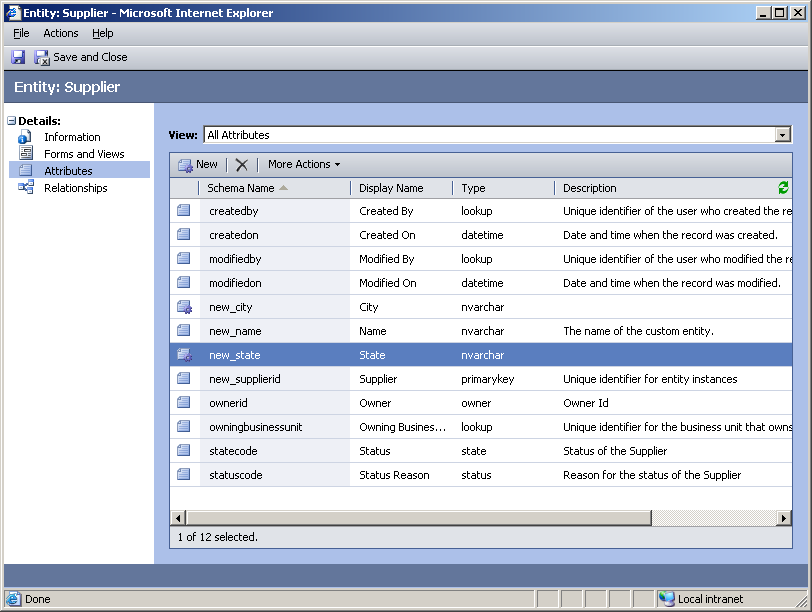 Entity: Supplier - Microsoft Internet Explorer
File Actions Help
Save and Close
Entity: Supplier
Details:
Information
Forms and Views
Attributes
Relationships
View: All Attributes
New More Actions
Schema Name Display Name Type Description
createdby Created By lookup Unique identifier of the user who created the re
createdon Created On datetime Date and time when the record was created.
modifiedby Modified By lookup Unique identifier of the user who modified the re
modifiedon Modified On datetime Date and time when the record was modified.
new_city City nvarchar
new_name Name nvarchar The name of the custom entity.
new_state State nvarchar
new_supplierid Supplier primarykey Unique identifier for entity instances
ownerid Owner owner Owner Id
owningbusinessunit Owning Busines... lookup Unique identifier for the business unit that owns
statecode Status state Status of the Supplier
statuscode Status Reason status Reason for the status of the Supplier
1 of 12 selected.
Done Local intranet